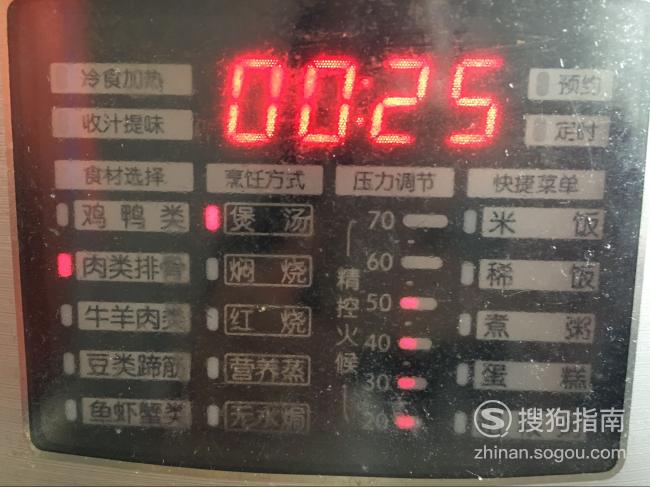 冷食加热
00:25
预约
收汁提味
定时
食材选择 烹饪方式 压力调节 快捷菜单
鸡鸭类 煲汤 70 米饭
肉类排骨 焖烧 60 稀饭
牛羊肉类 红烧 50 煮粥
豆类蹄筋 营养蒸 40 蛋糕
鱼虾蟹类 无水焗 30
20
精控火候
搜狗指南
zhinan.sogou.com